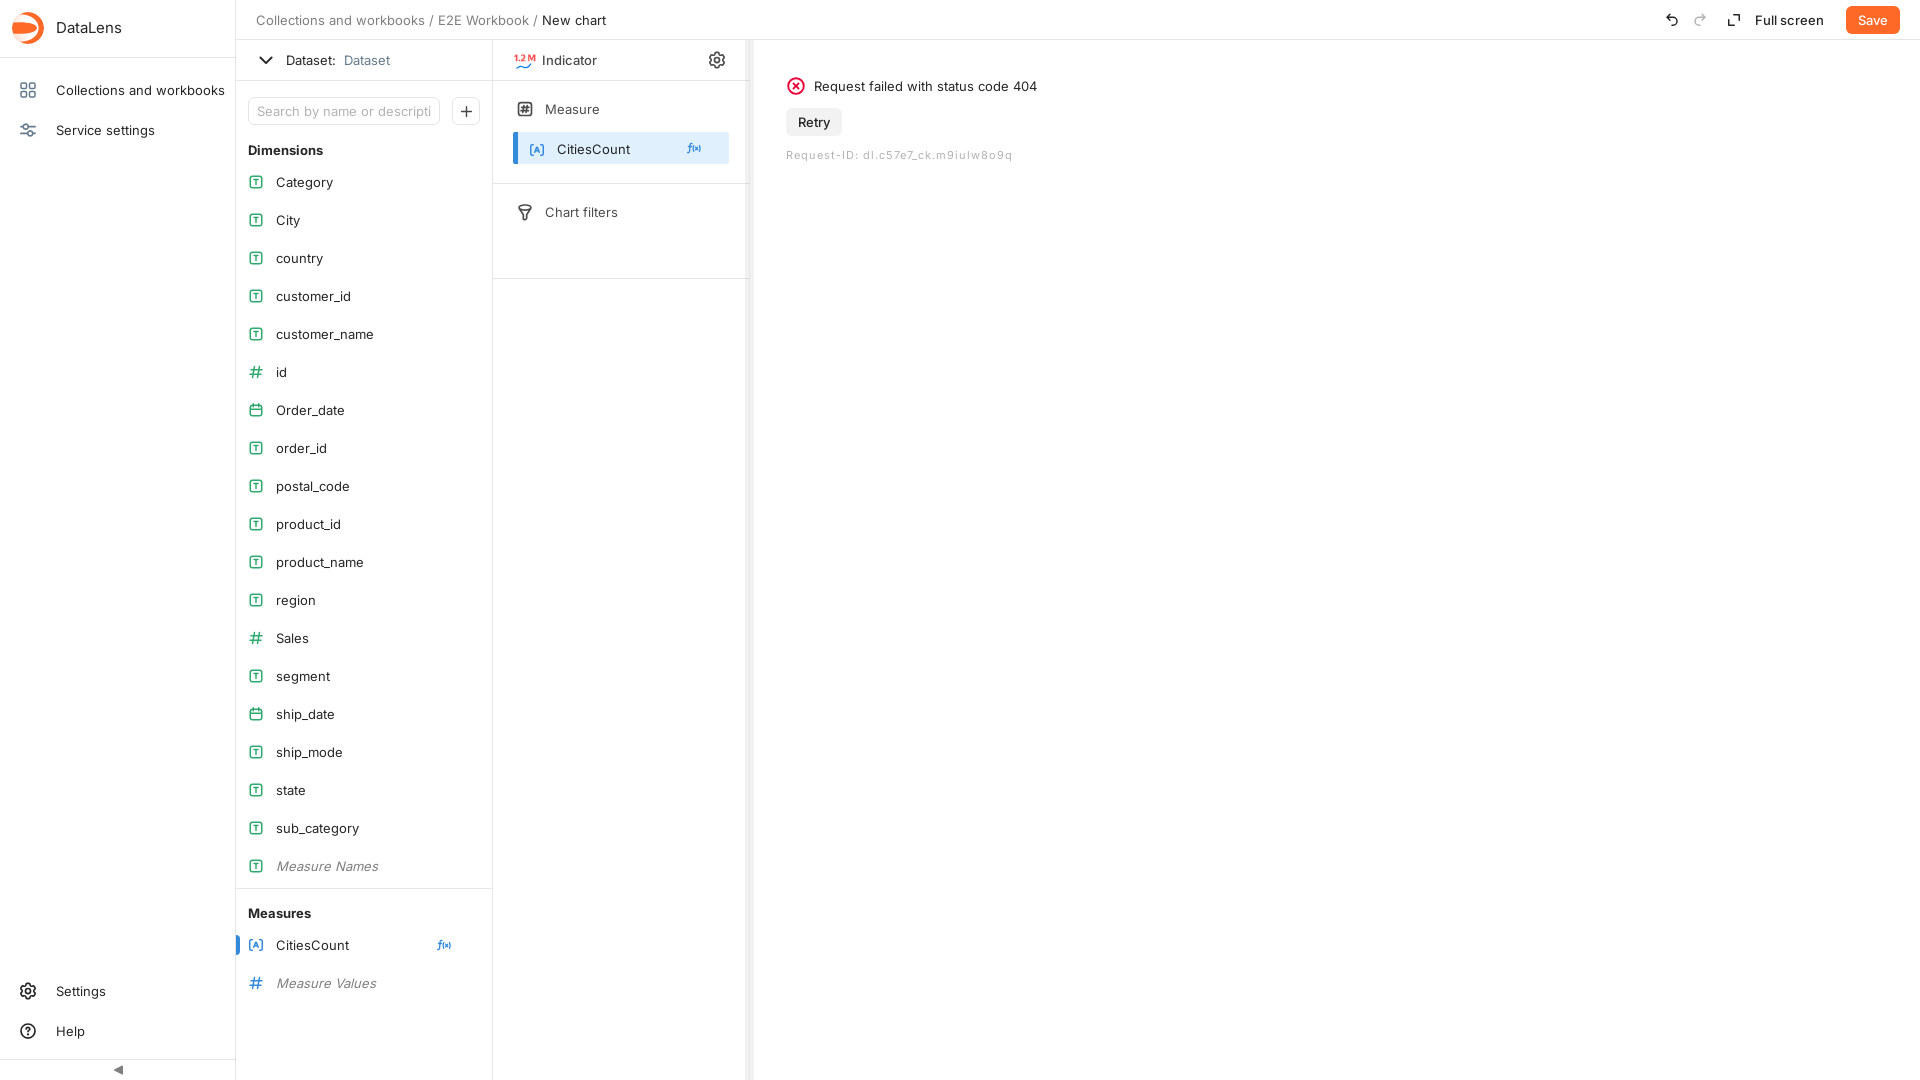 DataLens
Collections and workbooks
Service settings
Settings
Help
Collections and workbooks / E2E Workbook / New chart
Full screen
Save
Dataset: Dataset
Search by name or descripti
Dimensions
Category
City
country
customer_id
customer_name
id
Order_date
order_id
postal_code
product_id
product_name
region
Sales
segment
ship_date
ship_mode
state
sub_category
Measure Names
Measures
CitiesCount
Measure Values
1.2M Indicator
Measure
CitiesCount
Chart filters
Request failed with status code 404
Retry
Request-ID: dl.c57e7_ck.m9iulw8o9q